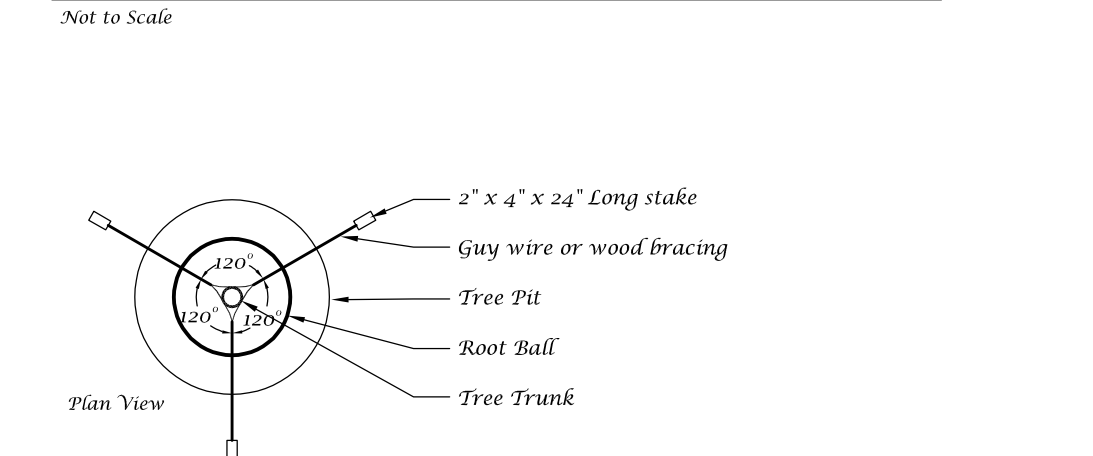 Not to Scale
2" x 4" x 24" Long stake
Guy wire or wood bracing
120°
Tree Pit
120°
120°
Root Ball
Tree Trunk
Plan View